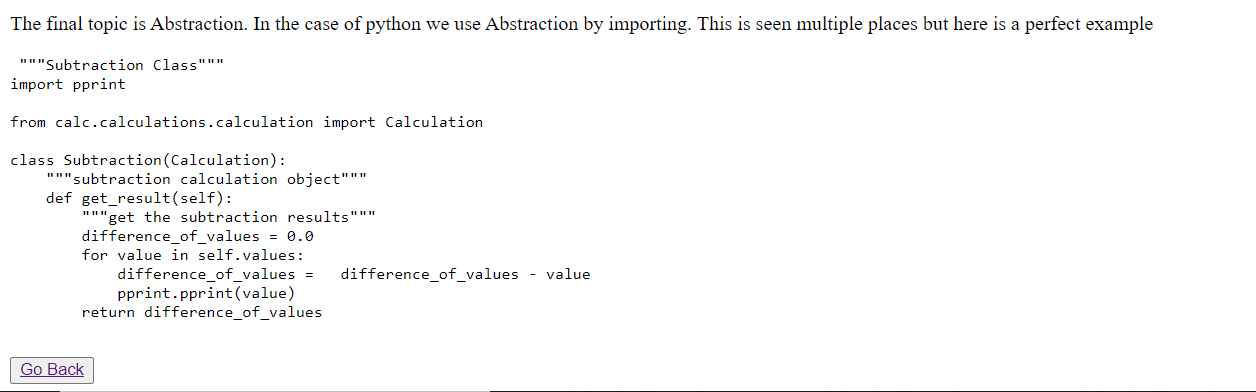 The final topic is Abstraction. In the case of python we use Abstraction by importing. This is seen multiple places but here is a perfect example
"""Subtraction Class"""
import pprint
from calc.calculations.calculation import Calculation
class Subtraction(Calculation):
    """subtraction calculation object"""
    def get_result(self):
        """get the subtraction results"""
        difference_of_values = 0.0
        for value in self.values:
            difference_of_values =   difference_of_values - value
            pprint.pprint(value)
        return difference_of_values
Go Back